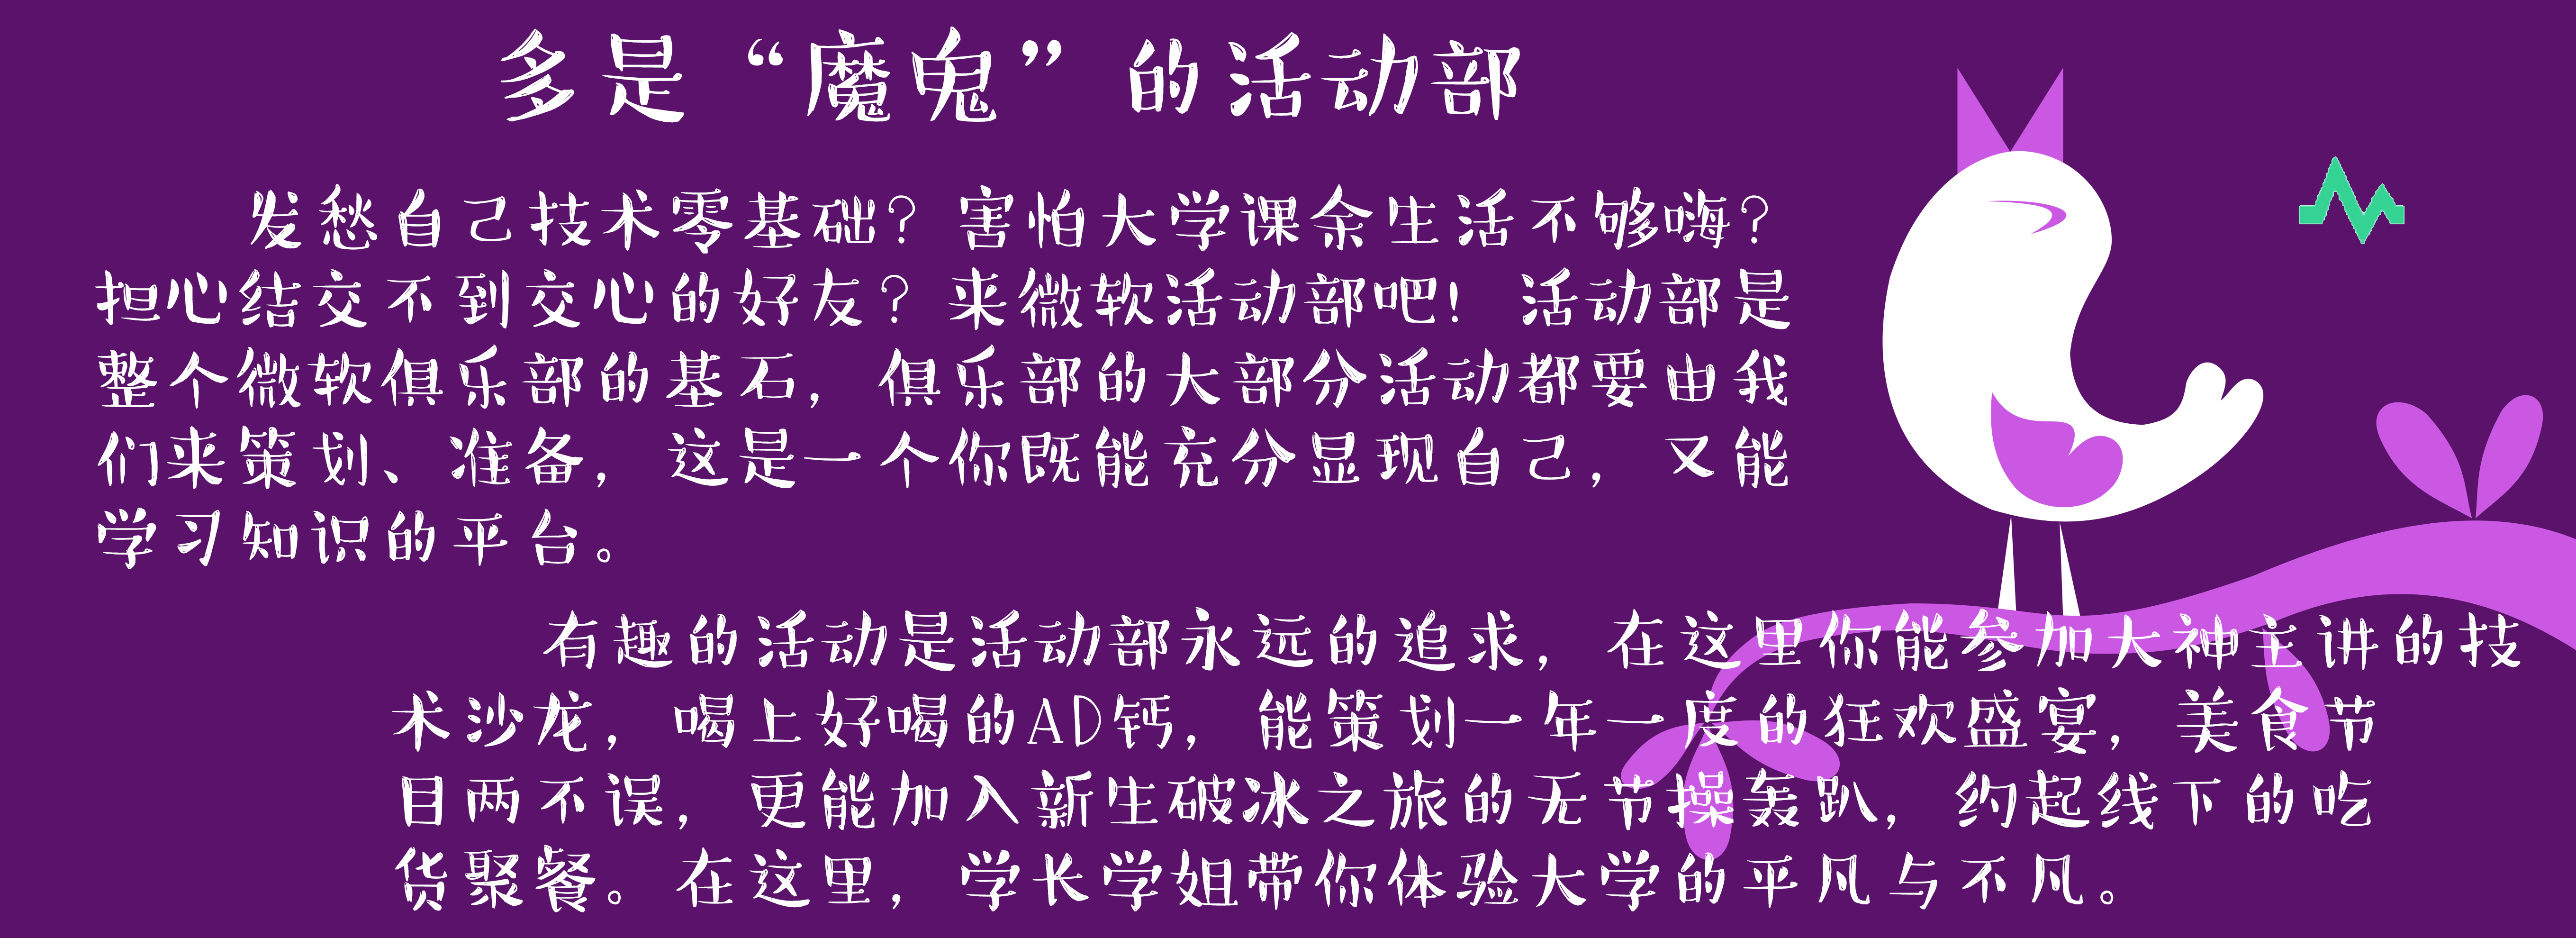 多是“魔鬼”的活动部
发愁自己技术零基础？害怕大学课余生活不够嗨？
担心结交不到交心的好友？来微软活动部吧！活动部是
整个微软俱乐部的基石，俱乐部的大部分活动都要由我
们来策划、准备，这是一个你既能充分显现自己，又能
学习知识的平台。
有趣的活动是活动部永远的追求，在这里你能参加大神主讲的技
术沙龙，喝上好喝的AD钙，能策划一年一度的狂欢盛宴，美食节
目两不误，更能加入新生破冰之旅的无节操轰趴，约起线下的吃
货聚餐。在这里，学长学姐带你体验大学的平凡与不凡。